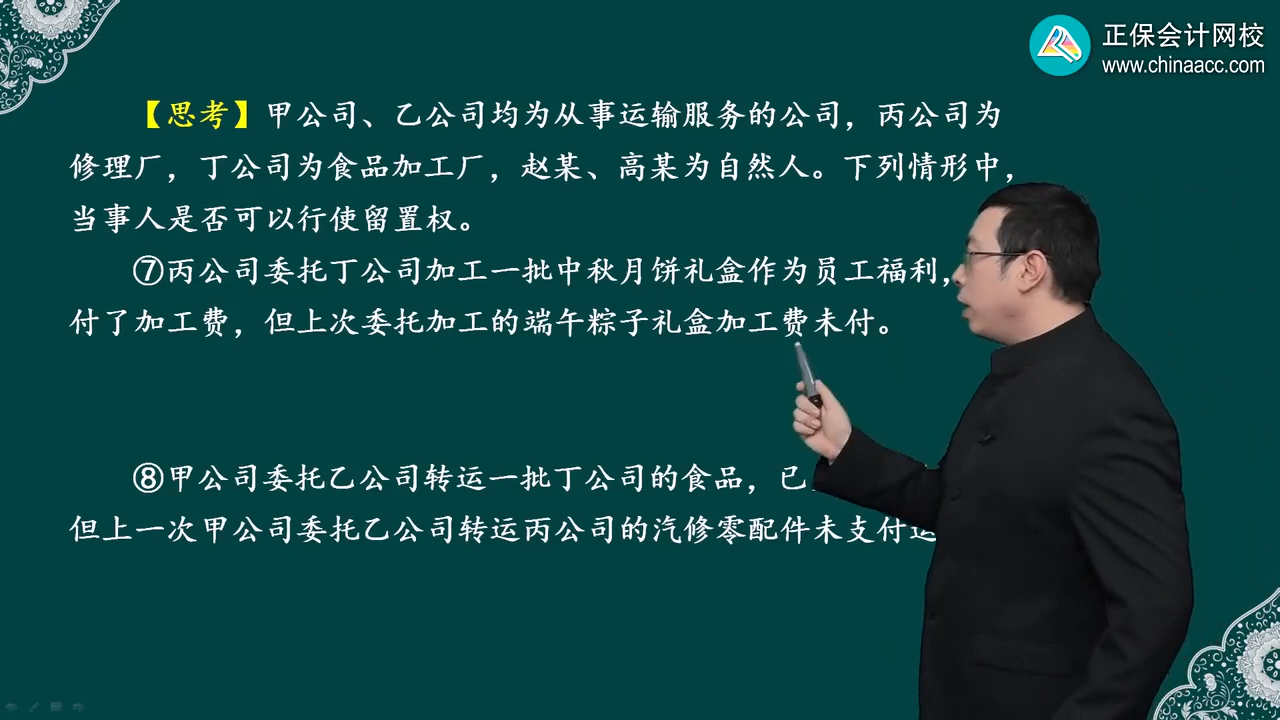 正保会计网校
www.chinaacc.com
【思考】甲公司、乙公司均为从事运输服务的公司，丙公司为
修理厂，丁公司为食品加工厂，赵某、高某为自然人。下列情形中，
当事人是否可以行使留置权。
⑦丙公司委托丁公司加工一批中秋月饼礼盒作为员工福利，
付了加工费，但上次委托加工的端午粽子礼盒加工费未付。
⑧甲公司委托乙公司转运一批丁公司的食品，已
但上一次甲公司委托乙公司转运丙公司的汽修零配件未支付